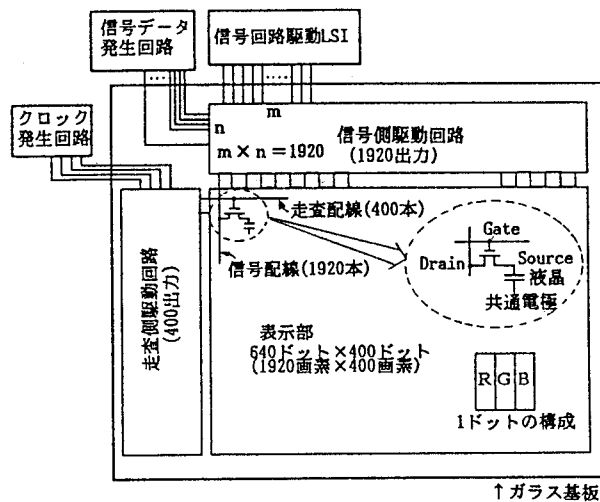 信号データ
発生回路
信号回路駆動LSI
クロック
発生回路
n
m
m×n=1920
信号側駆動回路
(1920出力)
走査側駆動回路
(400出力)
走査配線(400本)
信号配線(1920本)
Gate
Drain
Source
液晶
共通電極
表示部
640ドット×400ドット
(1920画素×400画素)
R G B
1ドットの構成
↑ガラス基板